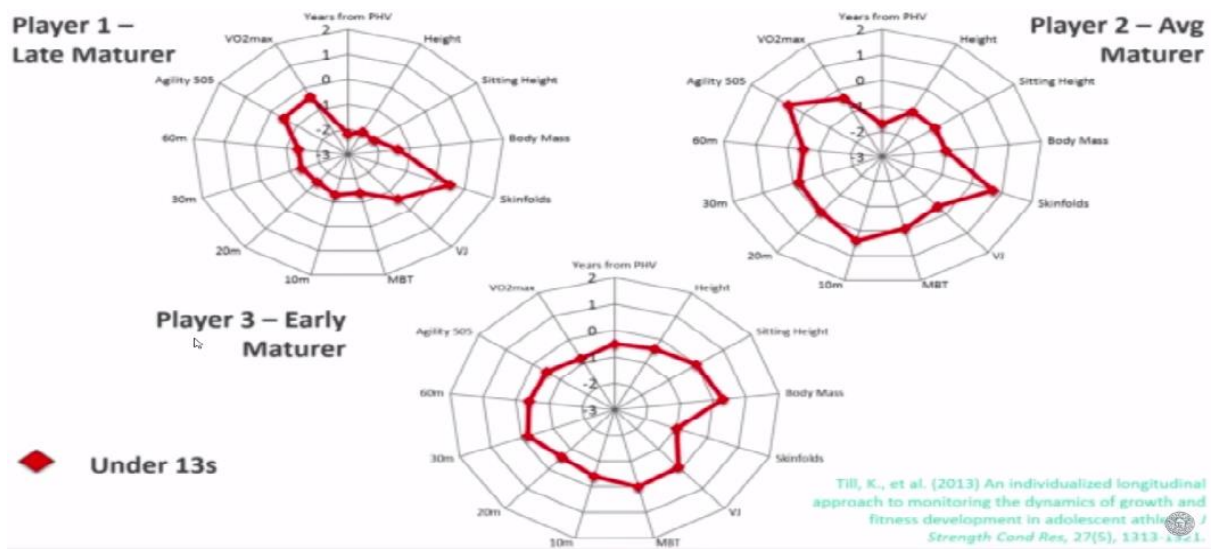 Player 1 –
Late Maturer
Years from PHV
2
1
0
-1
-2
-3
Height
Sitting Height
Body Mass
Skinfolds
VJ
MBT
10m
20m
30m
60m
Agility 505
VO2max
Player 2 – Avg
Maturer
Years from PHV
2
1
0
-1
-2
-3
Height
Sitting Height
Body Mass
Skinfolds
VJ
MBT
10m
20m
30m
60m
Agility 505
VO2max
Player 3 – Early
Maturer
Years from PHV
2
1
0
-1
-2
-3
Height
Sitting Height
Body Mass
Skinfolds
VJ
MBT
10m
20m
30m
60m
Agility 505
VO2max
Under 13s
Till, K., et al. (2013) An individualized longitudinal
approach to monitoring the dynamics of growth and
fitness development in adolescent J
Strength Cond Res, 27(5), 1313-